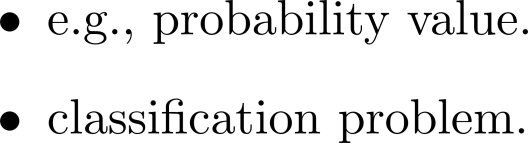 • e.g., probability value.
• classification problem.